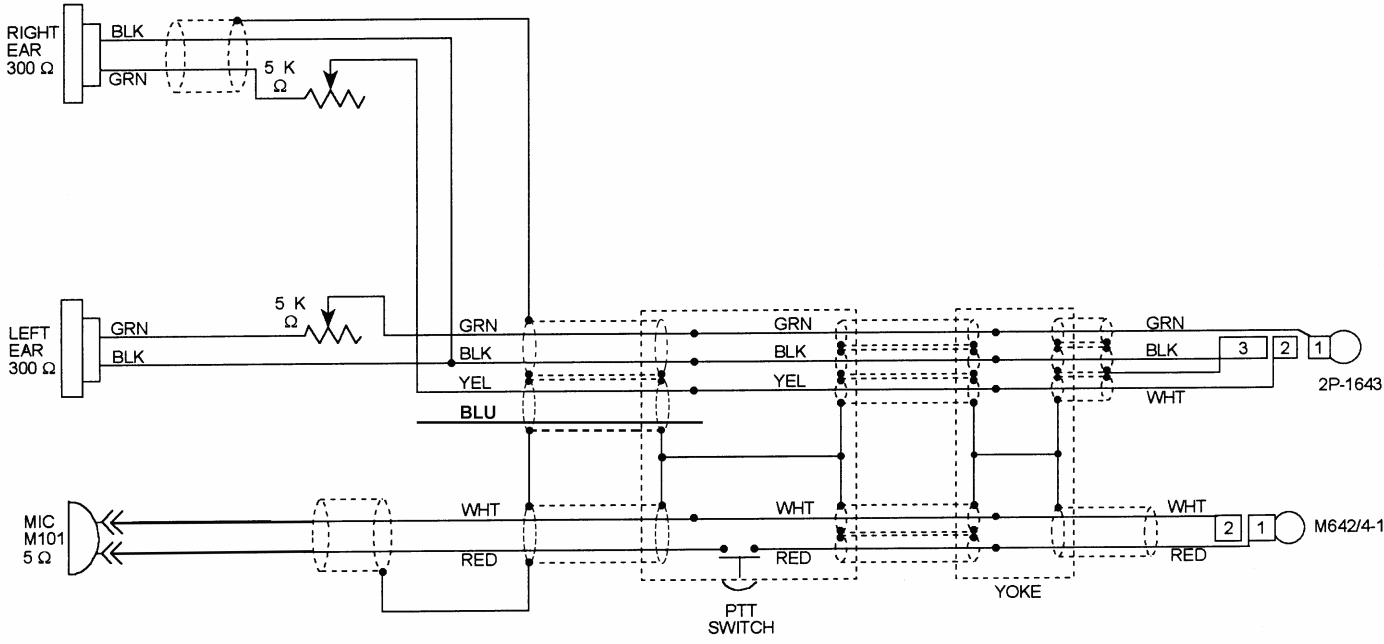 RIGHT
EAR
300 Ω
BLK
GRN
5 K
Ω
LEFT
EAR
300 Ω
GRN
BLK
5 K
Ω
GRN
BLK
YEL
BLU
GRN
BLK
YEL
GRN
BLK
WHT
3
2
1
2P-1643
MIC
M101
5 Ω
WHT
RED
WHT
RED
WHT
RED
2
1
M642/4-1
PTT
SWITCH
YOKE